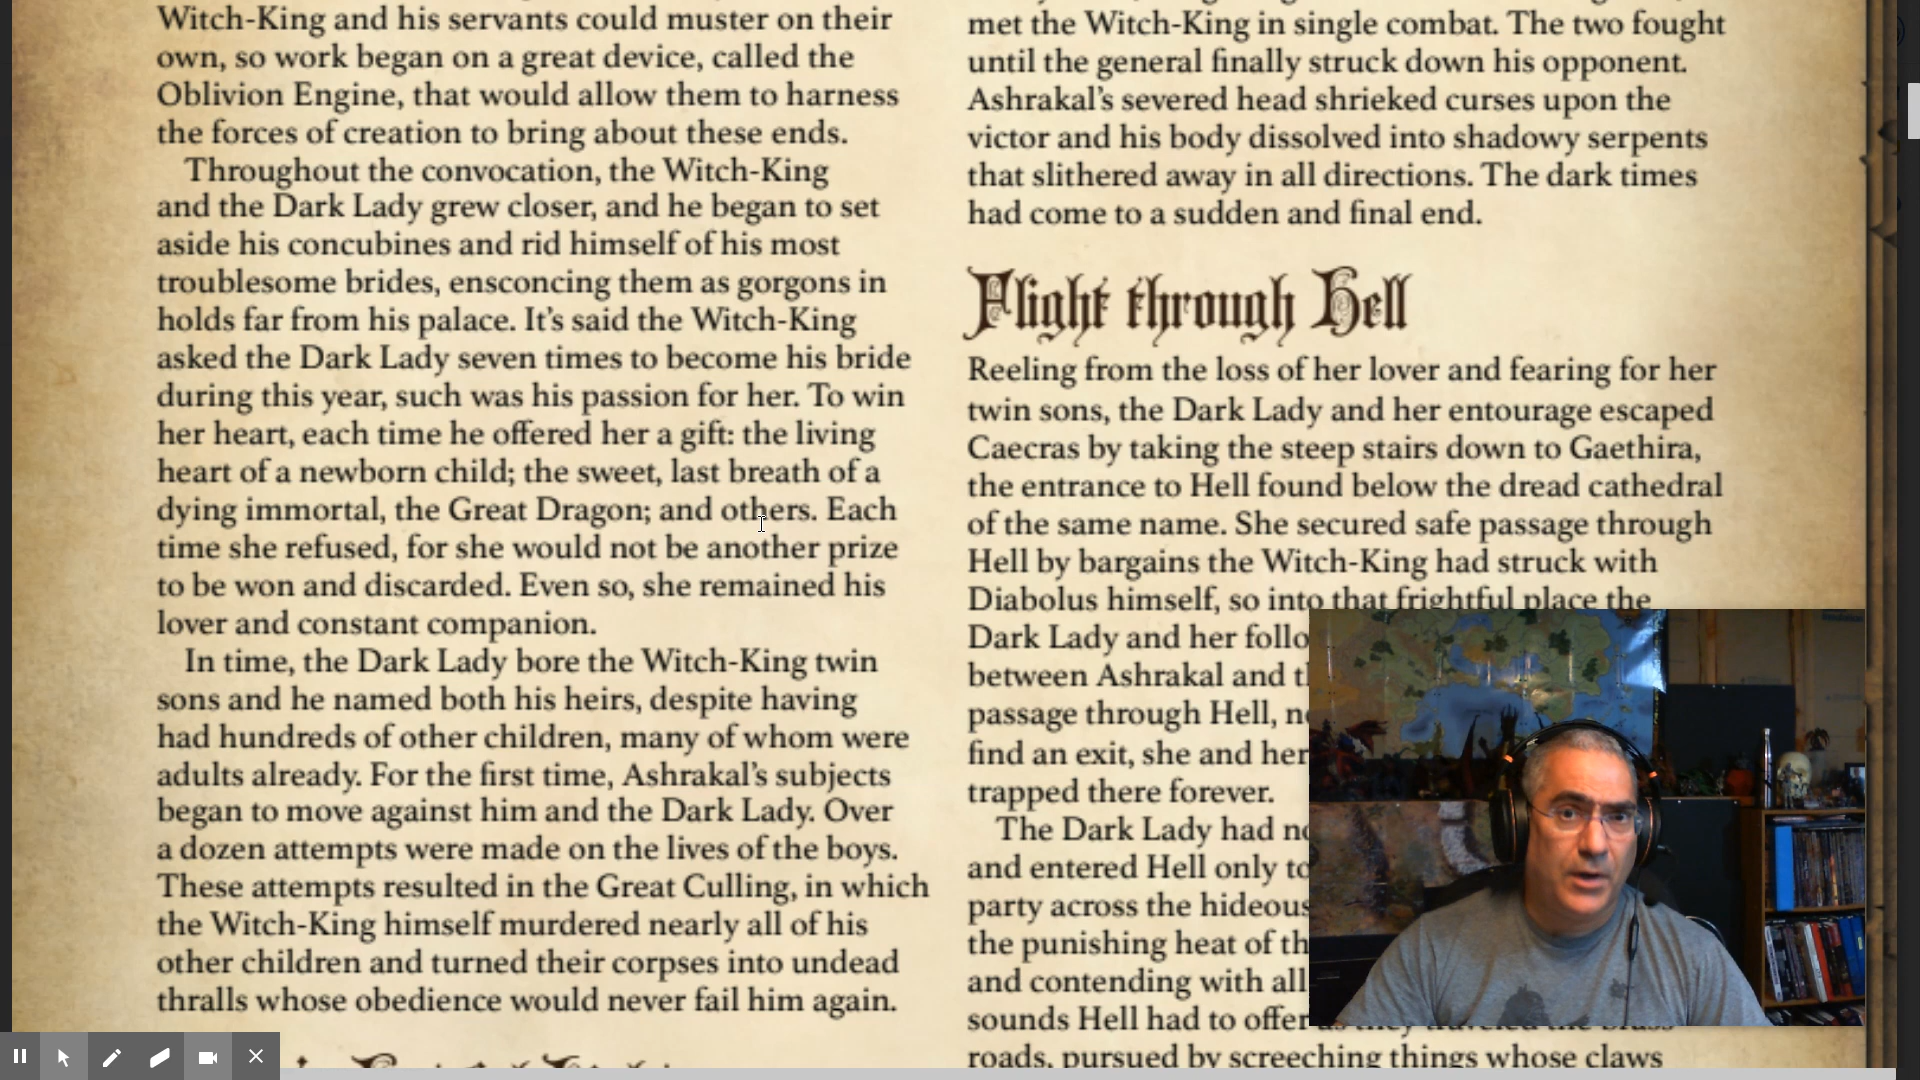 Witch-King and his servants could muster on their
own, so work began on a great device, called the
Oblivion Engine, that would allow them to harness
the forces of creation to bring about these ends.
Throughout the convocation, the Witch-King
and the Dark Lady grew closer, and he began to set
aside his concubines and rid himself of his most
troublesome brides, ensconcing them as gorgons in
holds far from his palace. It's said the Witch-King
asked the Dark Lady seven times to become his bride
during this year, such was his passion for her. To win
her heart, each time he offered her a gift: the living
heart of a newborn child; the sweet, last breath of a
dying immortal, the Great Dragon; and others. Each
time she refused, for she would not be another prize
to be won and discarded. Even so, she remained his
lover and constant companion.
In time, the Dark Lady bore the Witch-King twin
sons and he named both his heirs, despite having
had hundreds of other children, many of whom were
adults already. For the first time, Ashrakal's subjects
began to move against him and the Dark Lady. Over
a dozen attempts were made on the lives of the boys.
These attempts resulted in the Great Culling, in which
the Witch-King himself murdered nearly all of his
other children and turned their corpses into undead
thralls whose obedience would never fail him again.
met the Witch-King in single combat. The two fought
until the general finally struck down his opponent.
Ashrakal's severed head shrieked curses upon the
victor and his body dissolved into shadowy serpents
that slithered away in all directions. The dark times
had come to a sudden and final end.
Flight through Hell
Reeling from the loss of her lover and fearing for her
twin sons, the Dark Lady and her entourage escaped
Caecras by taking the steep stairs down to Gaethira,
the entrance to Hell found below the dread cathedral
of the same name. She secured safe passage through
Hell by bargains the Witch-King had struck with
Diabolus himself, so into that frightful place the
Dark Lady and her
between Ashrakal and
passage through Hell,
find an exit, she and her
trapped there forever.
The Dark Lady had
and entered Hell only to
party across the hideous
the punishing heat of
and contending with all
sounds Hell had to offer as they traveled the brass
roads, pursued by screeching things whose claws